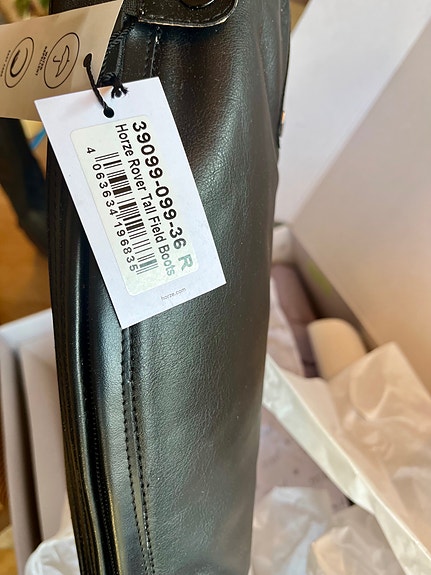 39099-099-36 R
Horze Rover Tall Field Boots
4 063634 196835
horze.com